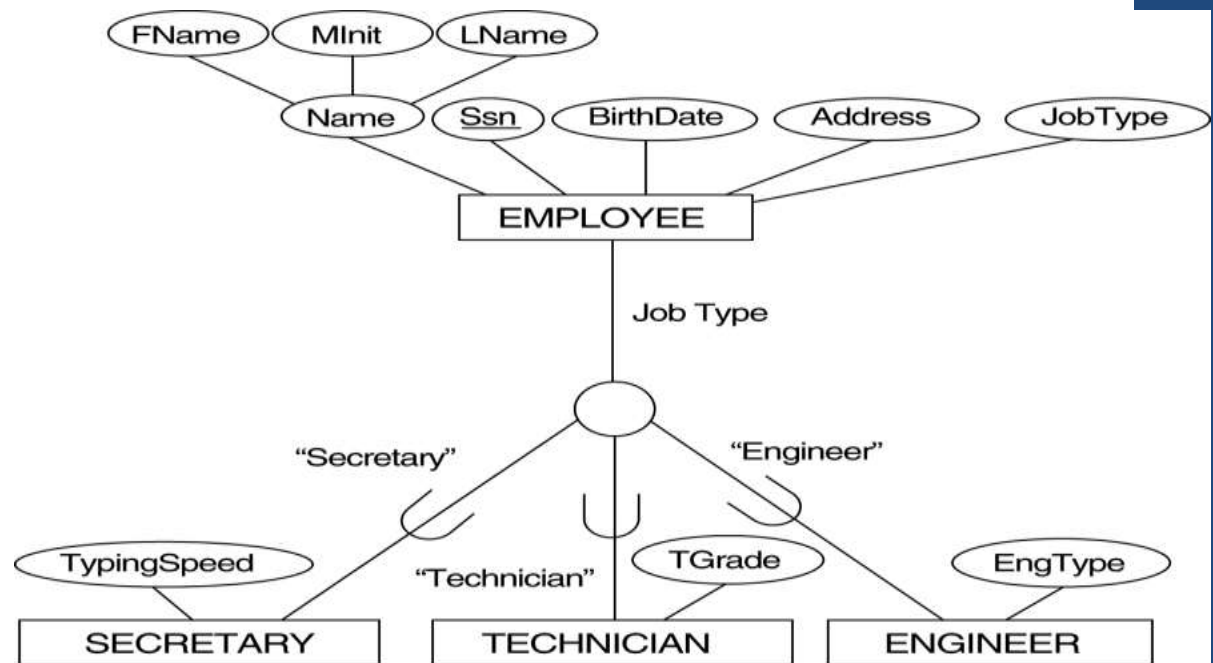 FName MInit LName
Name Ssn BirthDate Address JobType
EMPLOYEE
Job Type
“Secretary” “Engineer”
TypingSpeed “Technician” TGrade EngType
SECRETARY TECHNICIAN ENGINEER